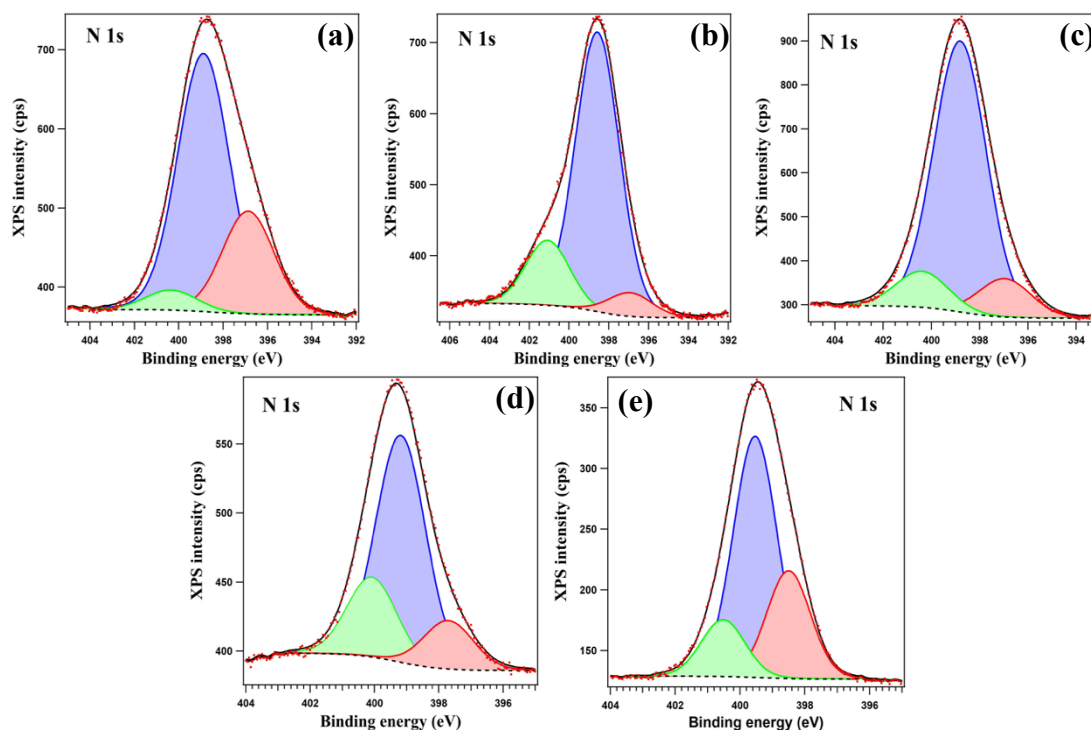 N 1s
(a)
XPS intensity (cps)
700
600
500
400
404 402 400 398 396 394 392
Binding energy (eV)
N 1s
(b)
XPS intensity (cps)
700
600
500
400
406 404 402 400 398 396 394 392
Binding energy (eV)
N 1s
(c)
XPS intensity (cps)
900
800
700
600
500
400
300
402 400 398 396 394
Binding energy (eV)
N 1s
(d)
XPS intensity (cps)
550
500
450
400
404 402 400 398 396
Binding energy (eV)
(e)
N 1s
XPS intensity (cps)
350
300
250
200
150
404 402 400 398 396
Binding energy (eV)